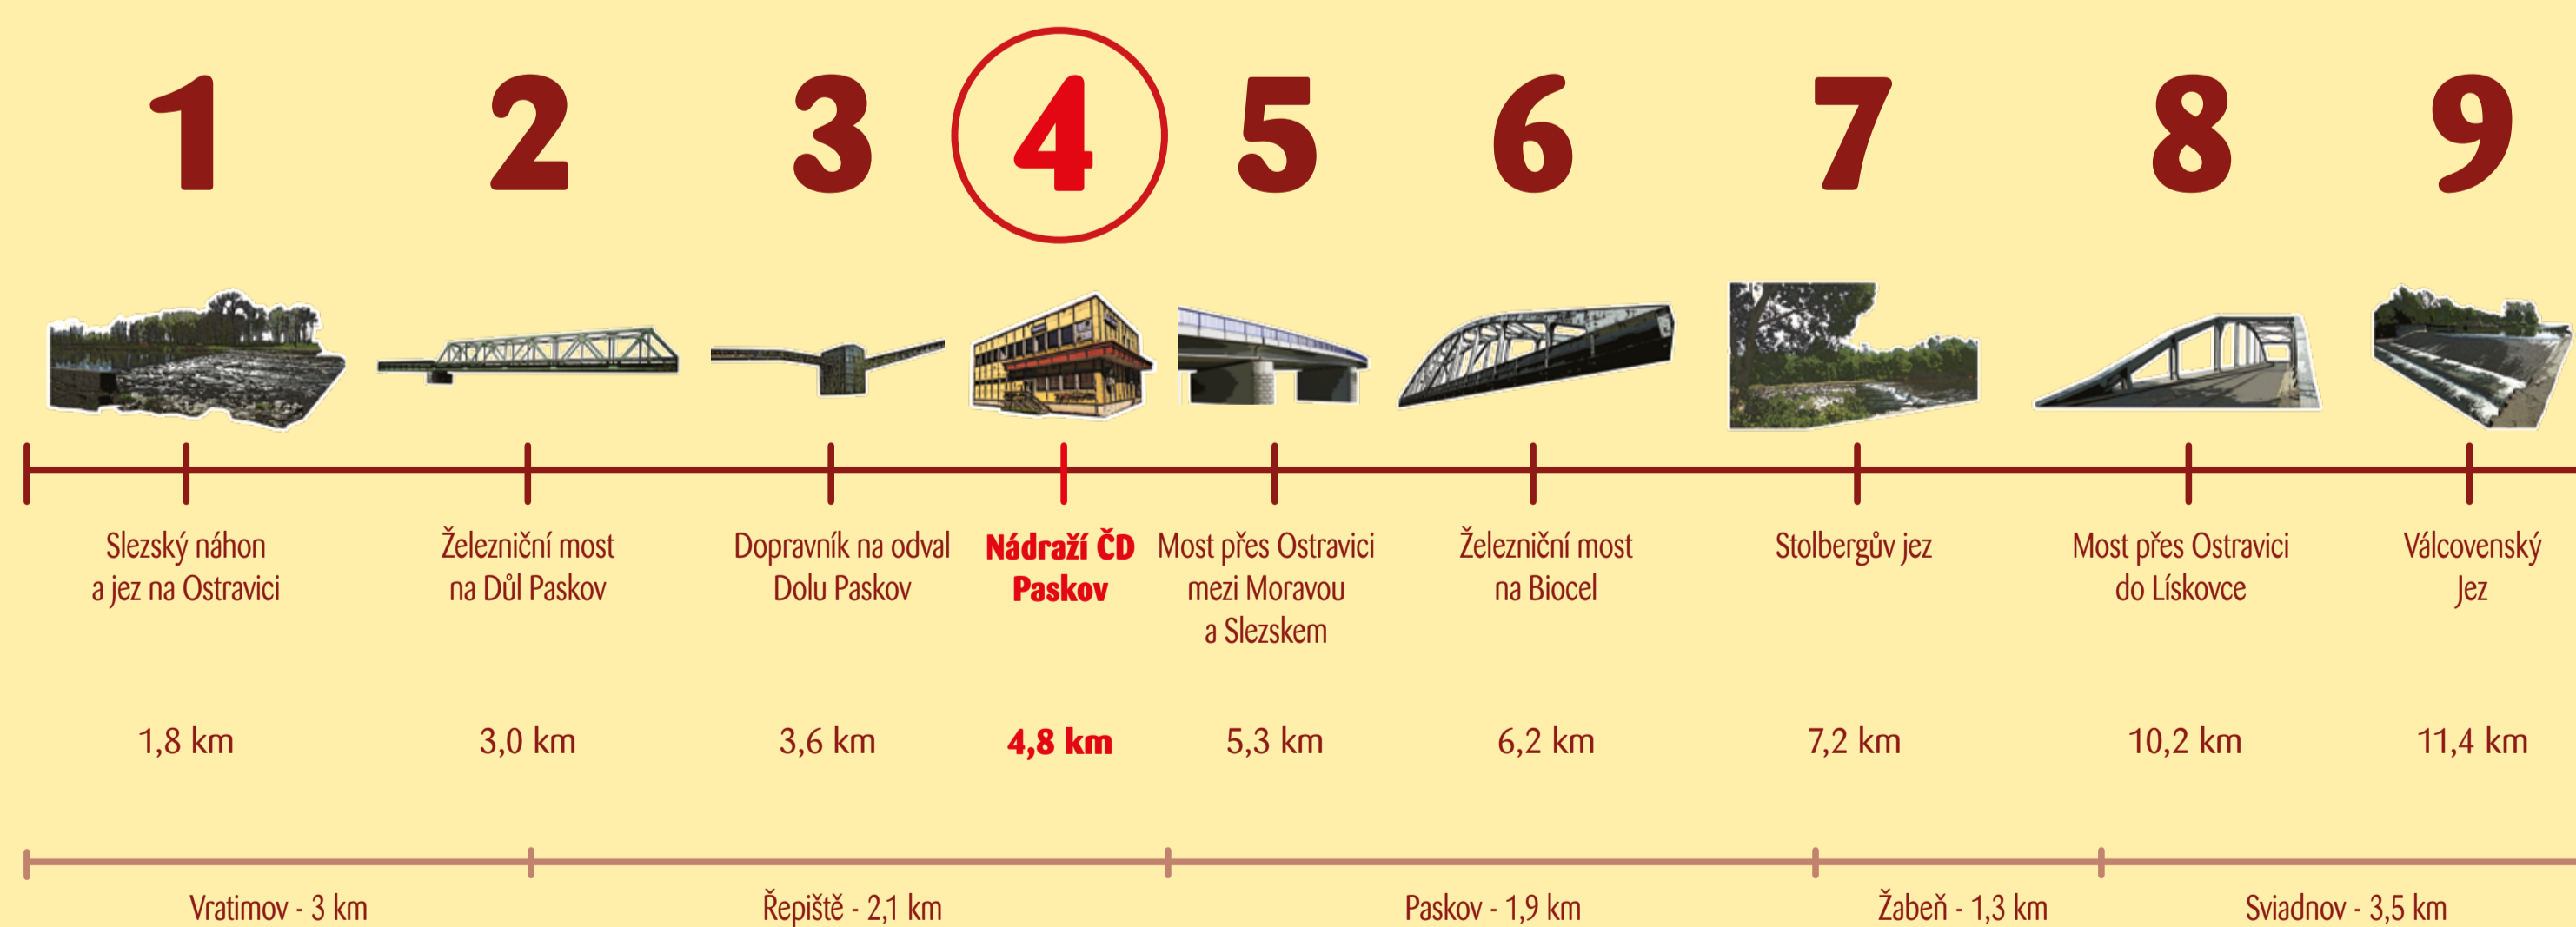 1 2 3 4 5 6 7 8 9
Slezský náhon
a jez na Ostravici
Železniční most
na Důl Paskov
Dopravník na odval
Dolu Paskov
Nádraží ČD
Paskov
Most přes Ostravici
mezi Moravou
a Slezskem
Železniční most
na Biocel
Stolbergův jez
Most přes Ostravici
do Lískovce
Válcovenský
Jez
1,8 km 3,0 km 3,6 km 4,8 km 5,3 km 6,2 km 7,2 km 10,2 km 11,4 km
Vratimov - 3 km Řepiště - 2,1 km Paskov - 1,9 km Žabeň - 1,3 km Sviadnov - 3,5 km